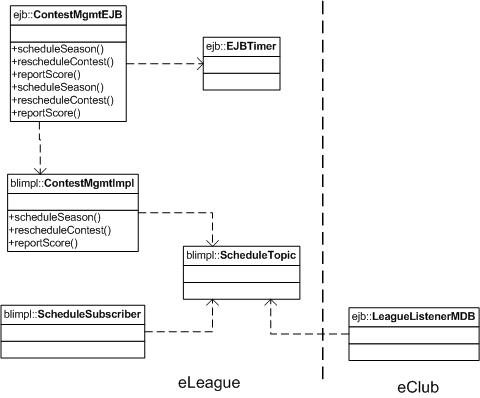 ejb::ContestMgmtEJB
+scheduleSeason()
+rescheduleContest()
+reportScore()
+scheduleSeason()
+rescheduleContest()
+reportScore()
ejb::EJBTimer
blimpl::ContestMgmtImpl
+scheduleSeason()
+rescheduleContest()
+reportScore()
blimpl::ScheduleTopic
blimpl::ScheduleSubscriber
ejb::LeagueListenerMDB
eLeague
eClub